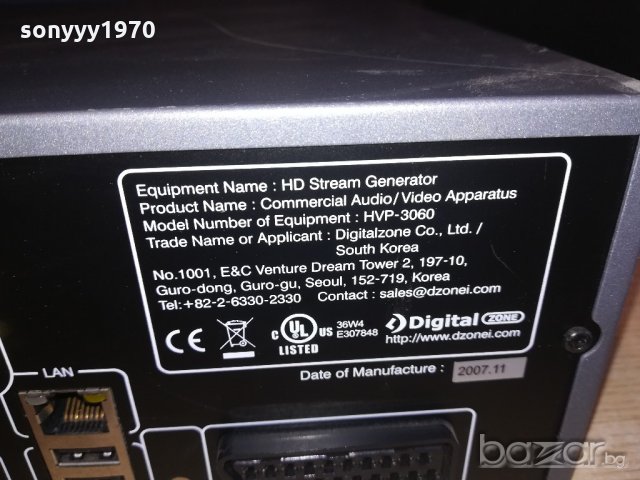 sonyyy1970
Equipment Name : HD Stream Generator
Product Name : Commercial Audio/Video Apparatus
Model Number of Equipment : HVP-3060
Trade Name or Applicant : Digitalzone Co., Ltd. /
South Korea
No.1001, E&C Venture Dream Tower 2, 197-10,
Guro-dong, Guro-gu, Seoul, 152-719, Korea
Tel:+82-2-6330-2330 Contact : sales@dzonei.com
CE C UL US LISTED 36W4 E307848 Digital ZONE
http://www.dzonei.com
Date of Manufacture : 2007.11
LAN
bazar.bg